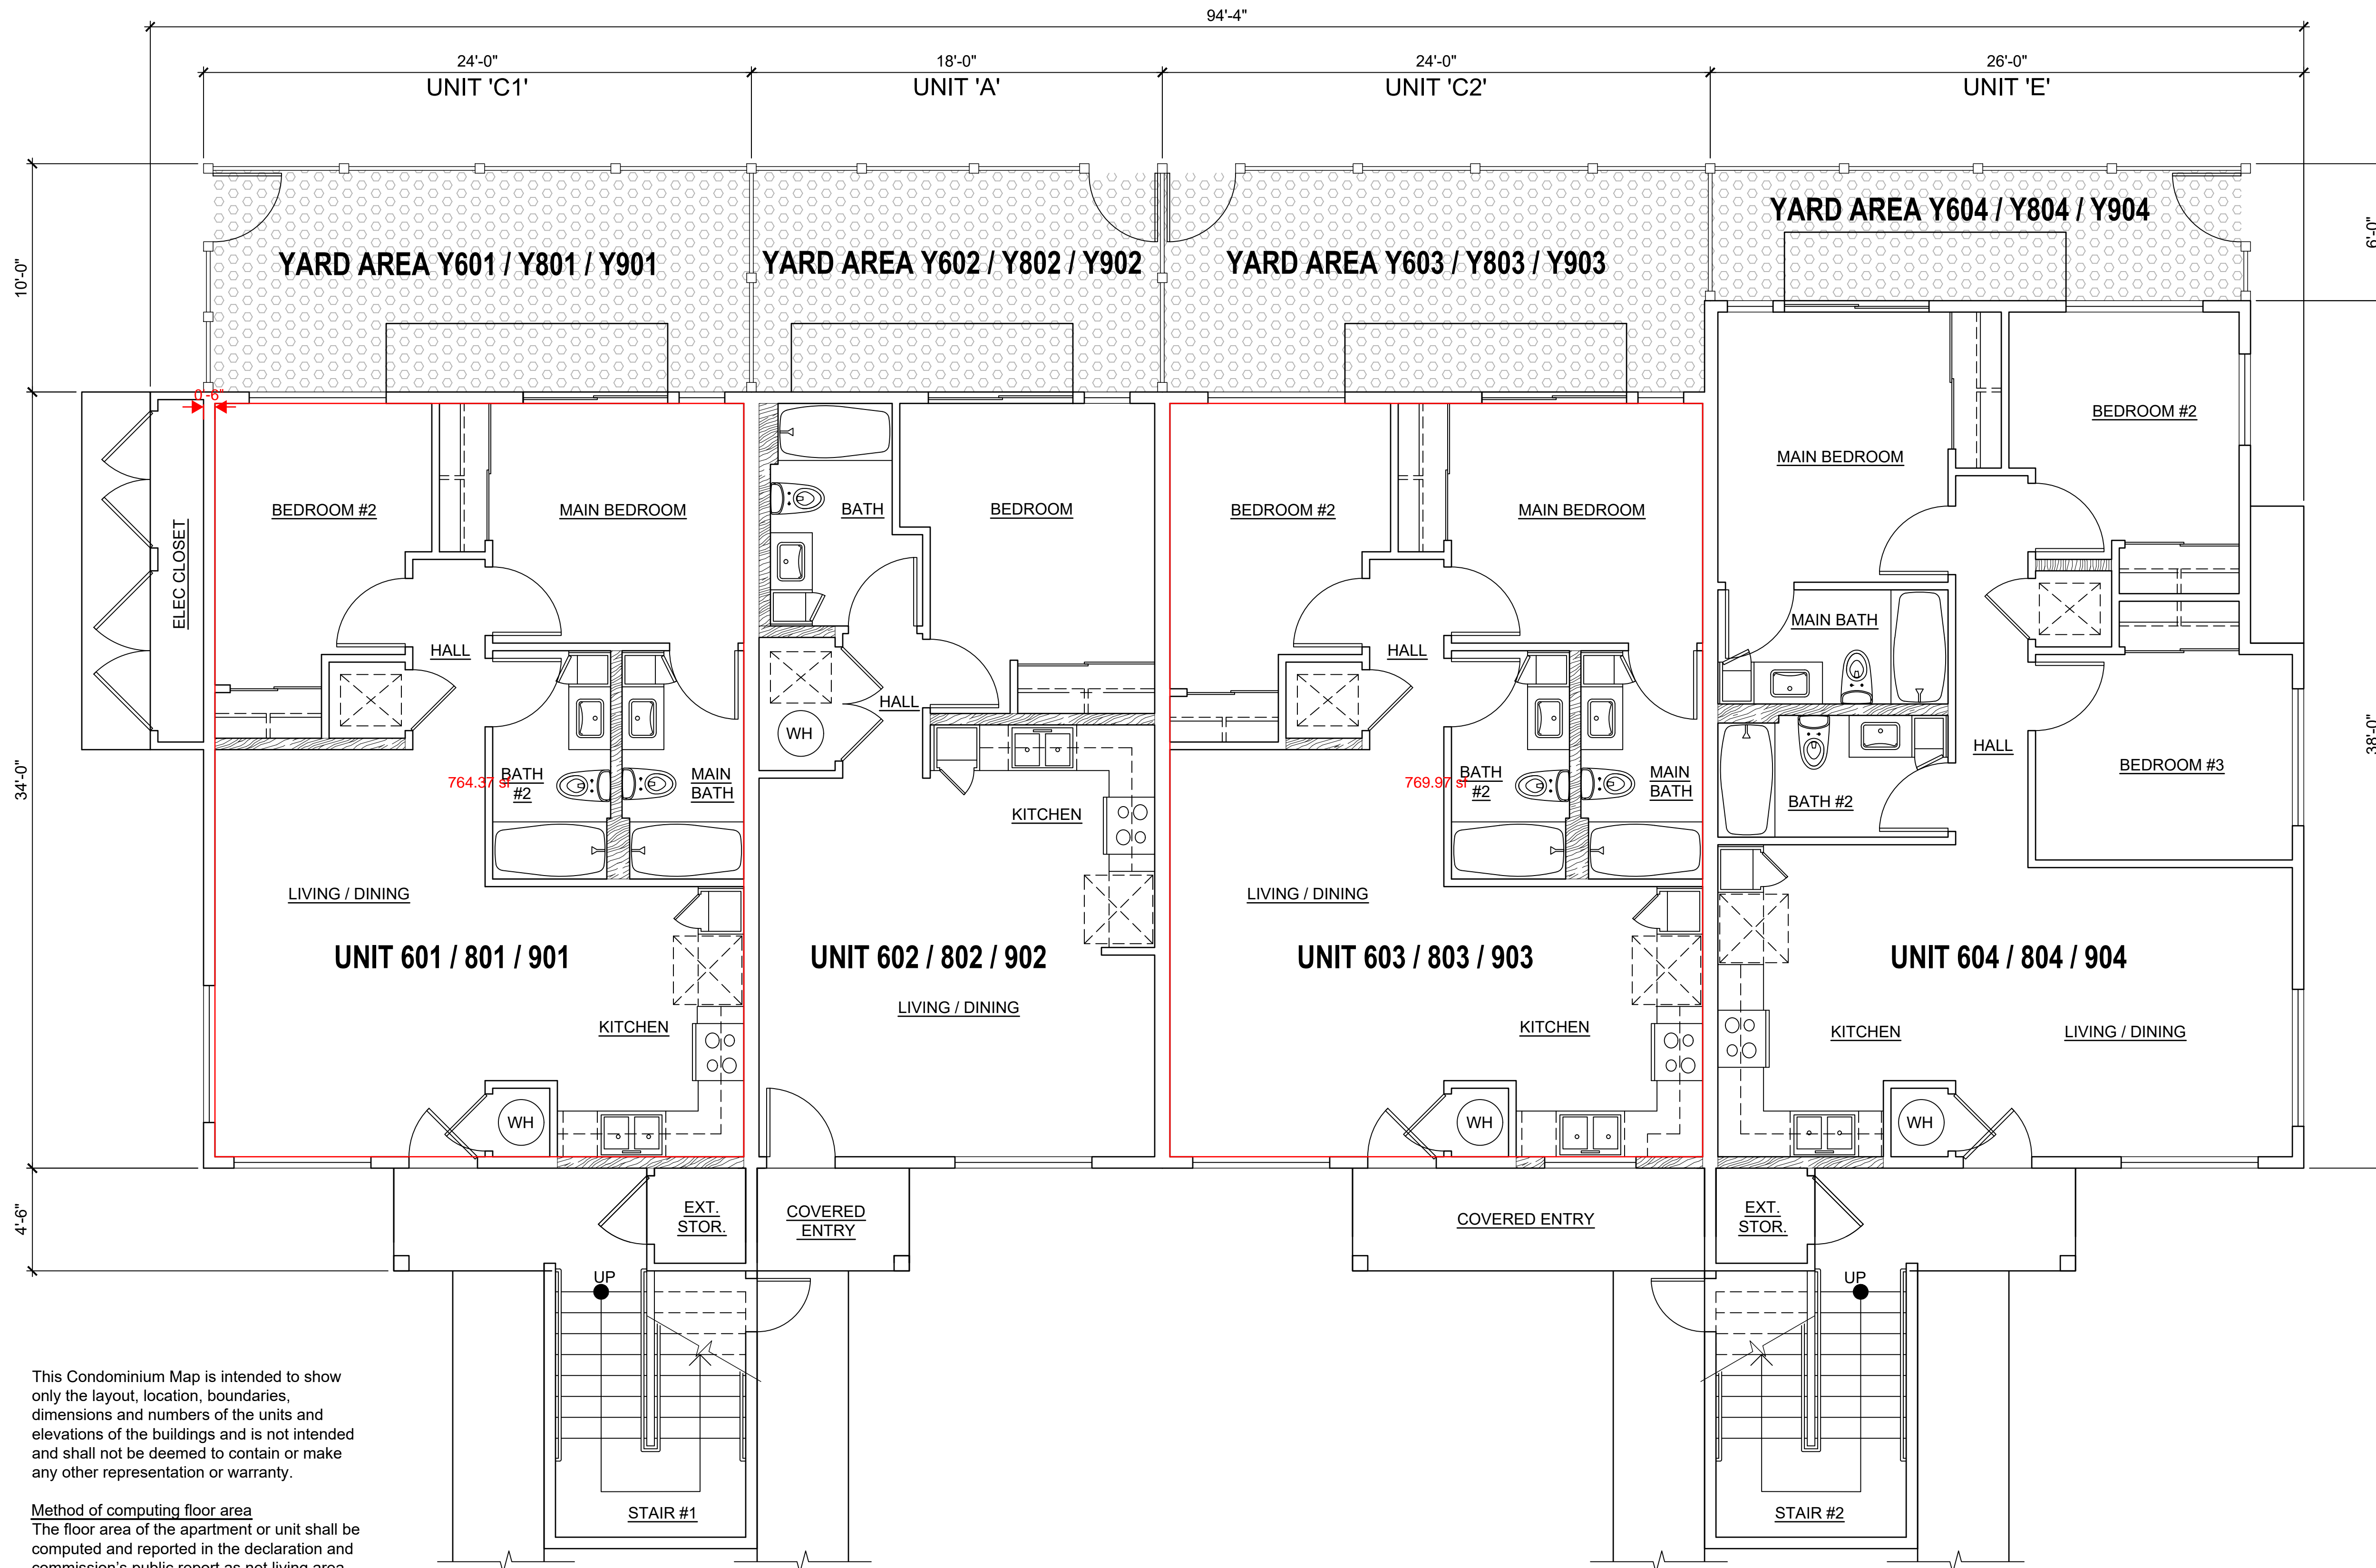 94'-4"
24'-0"
18'-0"
24'-0"
26'-0"
UNIT 'C1'
UNIT 'A'
UNIT 'C2'
UNIT 'E'
10'-0"
6'-0"
YARD AREA Y601 / Y801 / Y901
YARD AREA Y602 / Y802 / Y902
YARD AREA Y603 / Y803 / Y903
YARD AREA Y604 / Y804 / Y904
0'-6"
34'-0"
38'-0"
ELEC CLOSET
BEDROOM #2
MAIN BEDROOM
BATH
BEDROOM
BEDROOM #2
MAIN BEDROOM
MAIN BEDROOM
BEDROOM #2
HALL
HALL
HALL
MAIN BATH
HALL
WH
764.37 sf
BATH
#2
MAIN
BATH
KITCHEN
769.97 sf
BATH
#2
MAIN
BATH
BATH #2
BEDROOM #3
LIVING / DINING
LIVING / DINING
UNIT 601 / 801 / 901
UNIT 602 / 802 / 902
UNIT 603 / 803 / 903
UNIT 604 / 804 / 904
LIVING / DINING
KITCHEN
KITCHEN
KITCHEN
LIVING / DINING
WH
WH
WH
4'-6"
EXT.
STOR.
COVERED
ENTRY
COVERED ENTRY
EXT.
STOR.
UP
UP
STAIR #1
STAIR #2
This Condominium Map is intended to show
only the layout, location, boundaries,
dimensions and numbers of the units and
elevations of the buildings and is not intended
and shall not be deemed to contain or make
any other representation or warranty.
Method of computing floor area
The floor area of the apartment or unit shall be
computed and reported in the declaration and
commission's public report as net living area